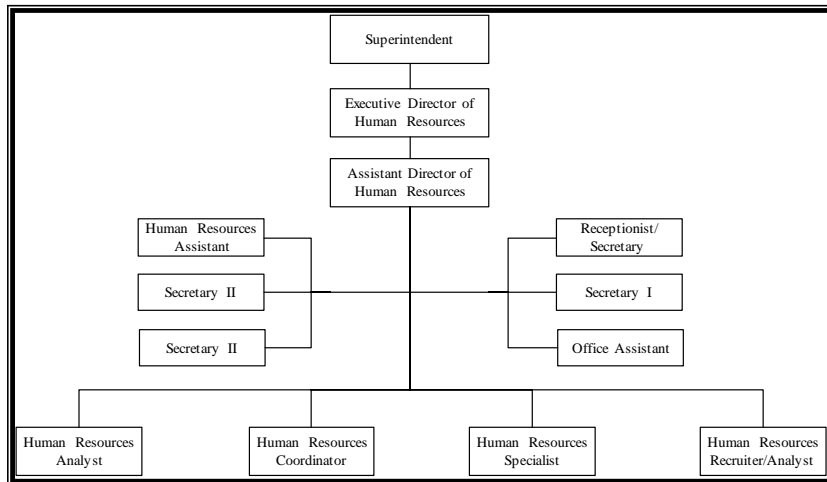 Superintendent
Executive Director of
Human Resources
Assistant Director of
Human Resources
Human Resources
Assistant
Receptionist/
Secretary
Secretary II
Secretary I
Secretary II
Office Assistant
Human Resources
Analyst
Human Resources
Coordinator
Human Resources
Specialist
Human Resources
Recruiter/Analyst